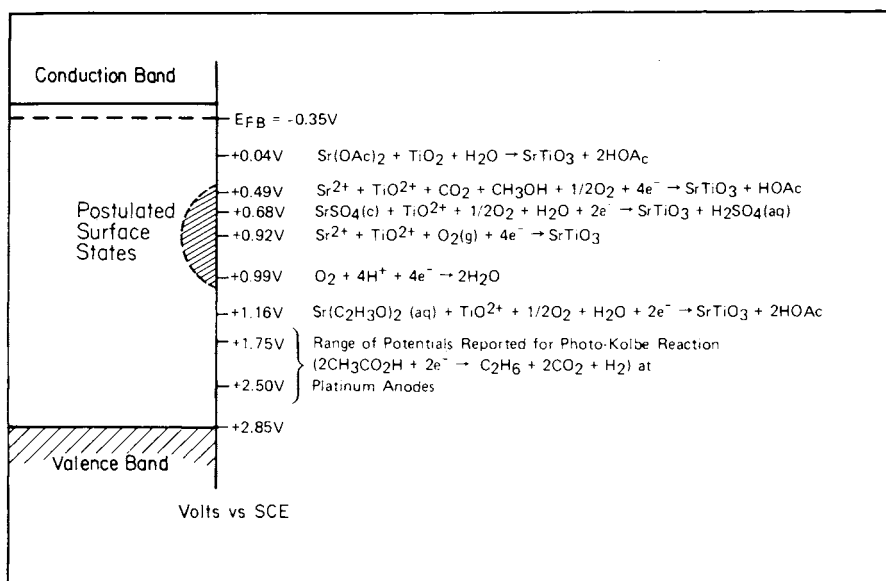 Conduction Band
E_FB = -0.35V
+0.04V Sr(OAc)₂ + TiO₂ + H₂O → SrTiO₃ + 2HOAc
+0.49V Sr²⁺ + TiO²⁺ + CO₂ + CH₃OH + 1/2O₂ + 4e⁻ → SrTiO₃ + HOAc
Postulated
Surface
States
+0.68V SrSO₄(c) + TiO²⁺ + 1/2O₂ + H₂O + 2e⁻ → SrTiO₃ + H₂SO₄(aq)
+0.92V Sr²⁺ + TiO²⁺ + O₂(g) + 4e⁻ → SrTiO₃
+0.99V O₂ + 4H⁺ + 4e⁻ → 2H₂O
+1.16V Sr(C₂H₃O)₂ (aq) + TiO²⁺ + 1/2O₂ + H₂O + 2e⁻ → SrTiO₃ + 2HOAc
+1.75V Range of Potentials Reported for Photo-Kolbe Reaction
(2CH₃CO₂H + 2e⁻ → C₂H₆ + 2CO₂ + H₂) at
+2.50V Platinum Anodes
+2.85V
Valence Band
Volts vs SCE